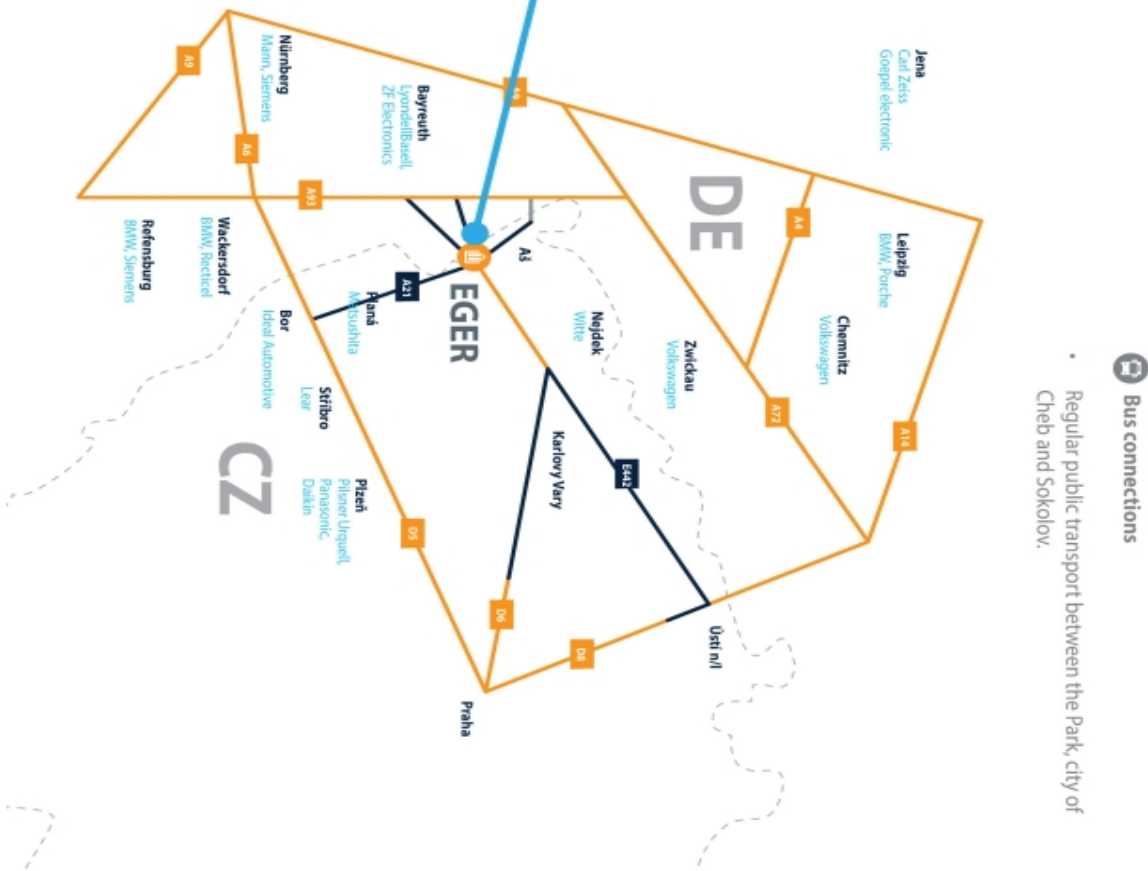 Bus connections
• Regular public transport between the Park, city of
Cheb and Sokolov.
Jena
Carl Zeiss
Goepel electronic
Leipzig
BMW, Porche
A14
Chemnitz
Volkswagen
A4
A72
DE
Zwickau
Volkswagen
Ústí n/l
E442
Nejdek
Witte
D8
A9
Aš
Karlovy Vary
D6
EGER
Praha
Bayreuth
LyondellBasell,
ZF Electronics
A21
D5
Planá
Matsushita
Plzeň
Pilsner Urquell,
Panasonic,
Daikin
Stříbro
Lear
A93
Nürnberg
Mann, Siemens
Bor
Ideal Automotive
A6
CZ
Wackersdorf
BMW, Recticel
A9
Refensburg
BMW, Siemens